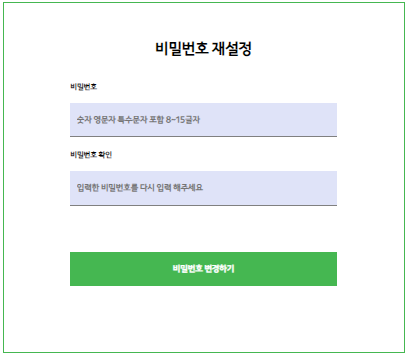 비밀번호 재설정
비밀번호
숫자 영문자 특수문자 포함 8~15글자
비밀번호 확인
입력한 비밀번호를 다시 입력 해주세요
비밀번호 변경하기